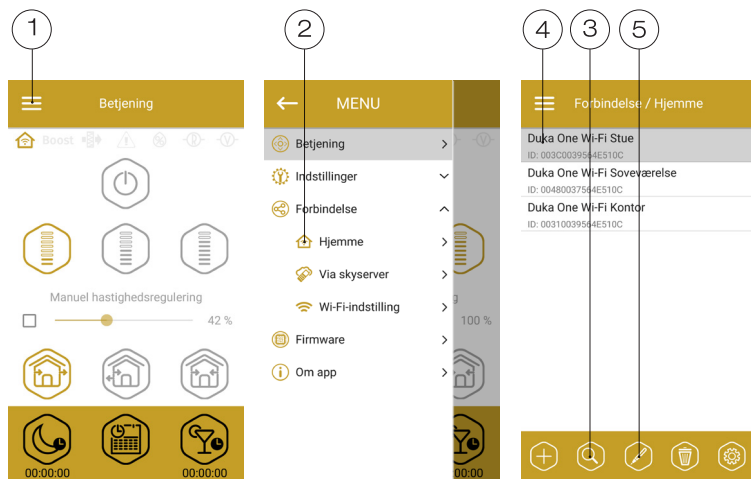 1
2
4
3
5
Betjening
Boost
Manuel hastighedsregulering
42 %
00:00:00
00:00:00
MENU
Betjening
Indstillinger
Forbindelse
Hjemme
Via skyserver
Wi-Fi-indstilling
Firmware
Om app
100 %
00:00
Forbindelse / Hjemme
Duka One Wi-Fi Stue
ID: 003C0039564E510C
Duka One Wi-Fi Soveværelse
ID: 00480037564E510C
Duka One Wi-Fi Kontor
ID: 00310039564E510C